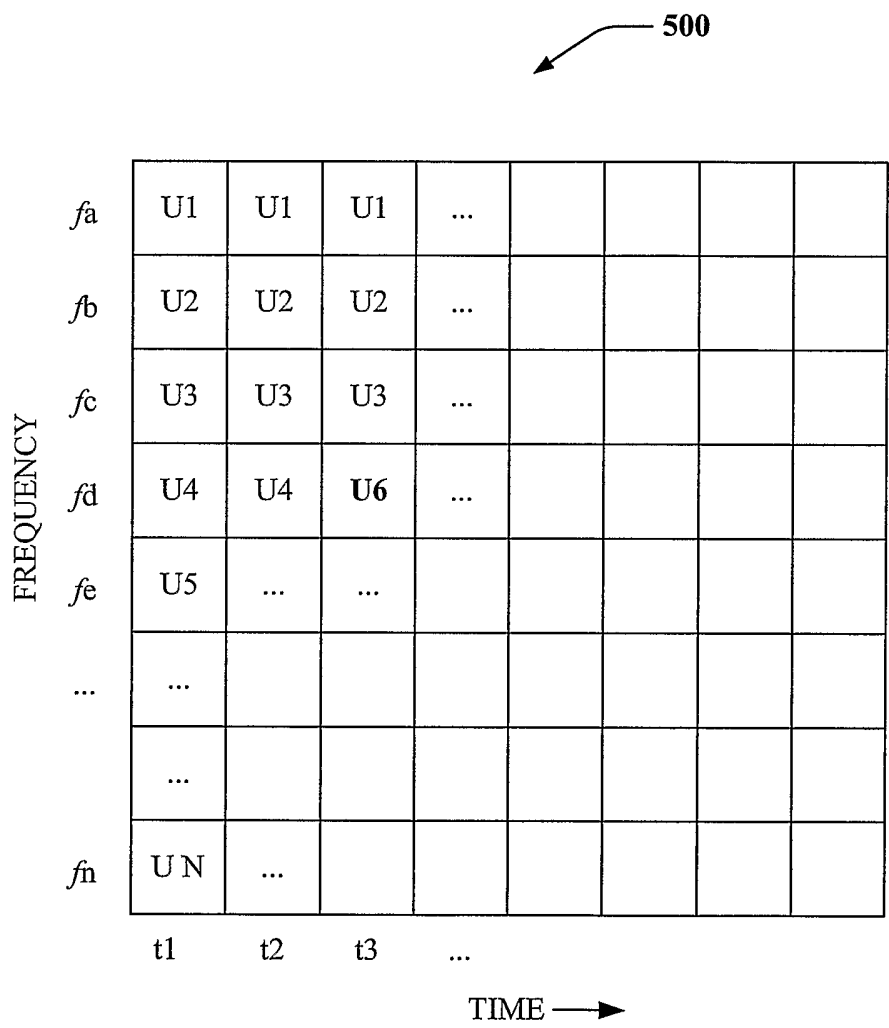 500
fa U1 U1 U1 ...
fb U2 U2 U2 ...
fc U3 U3 U3 ...
fd U4 U4 U6 ...
fe U5 ... ...
... ...
...
fn U N ...
t1 t2 t3 ...
FREQUENCY
TIME